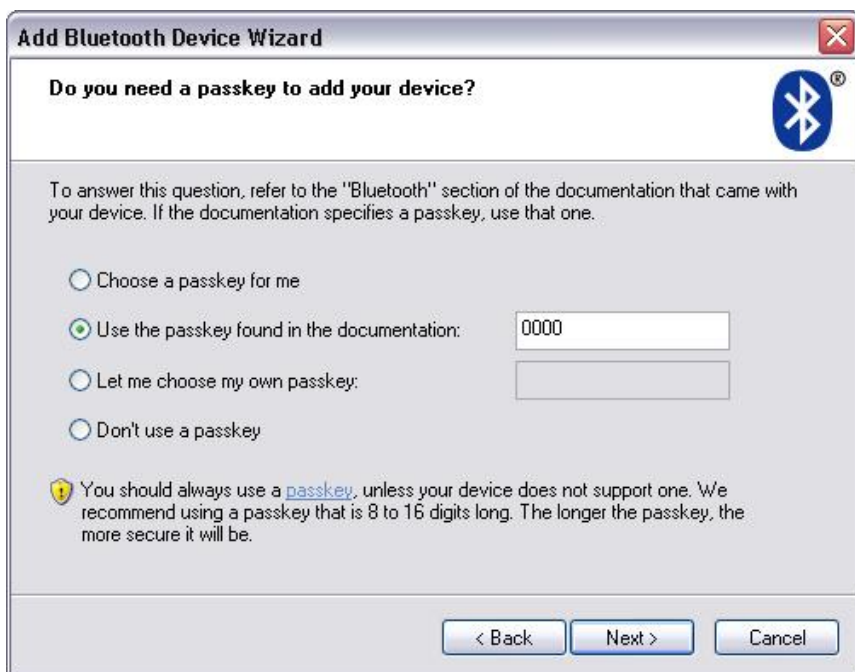 Add Bluetooth Device Wizard
Do you need a passkey to add your device?
®
To answer this question, refer to the "Bluetooth" section of the documentation that came with
your device. If the documentation specifies a passkey, use that one.
Choose a passkey for me
Use the passkey found in the documentation: 0000
Let me choose my own passkey:
Don't use a passkey
You should always use a passkey, unless your device does not support one. We
recommend using a passkey that is 8 to 16 digits long. The longer the passkey, the
more secure it will be.
< Back Next > Cancel